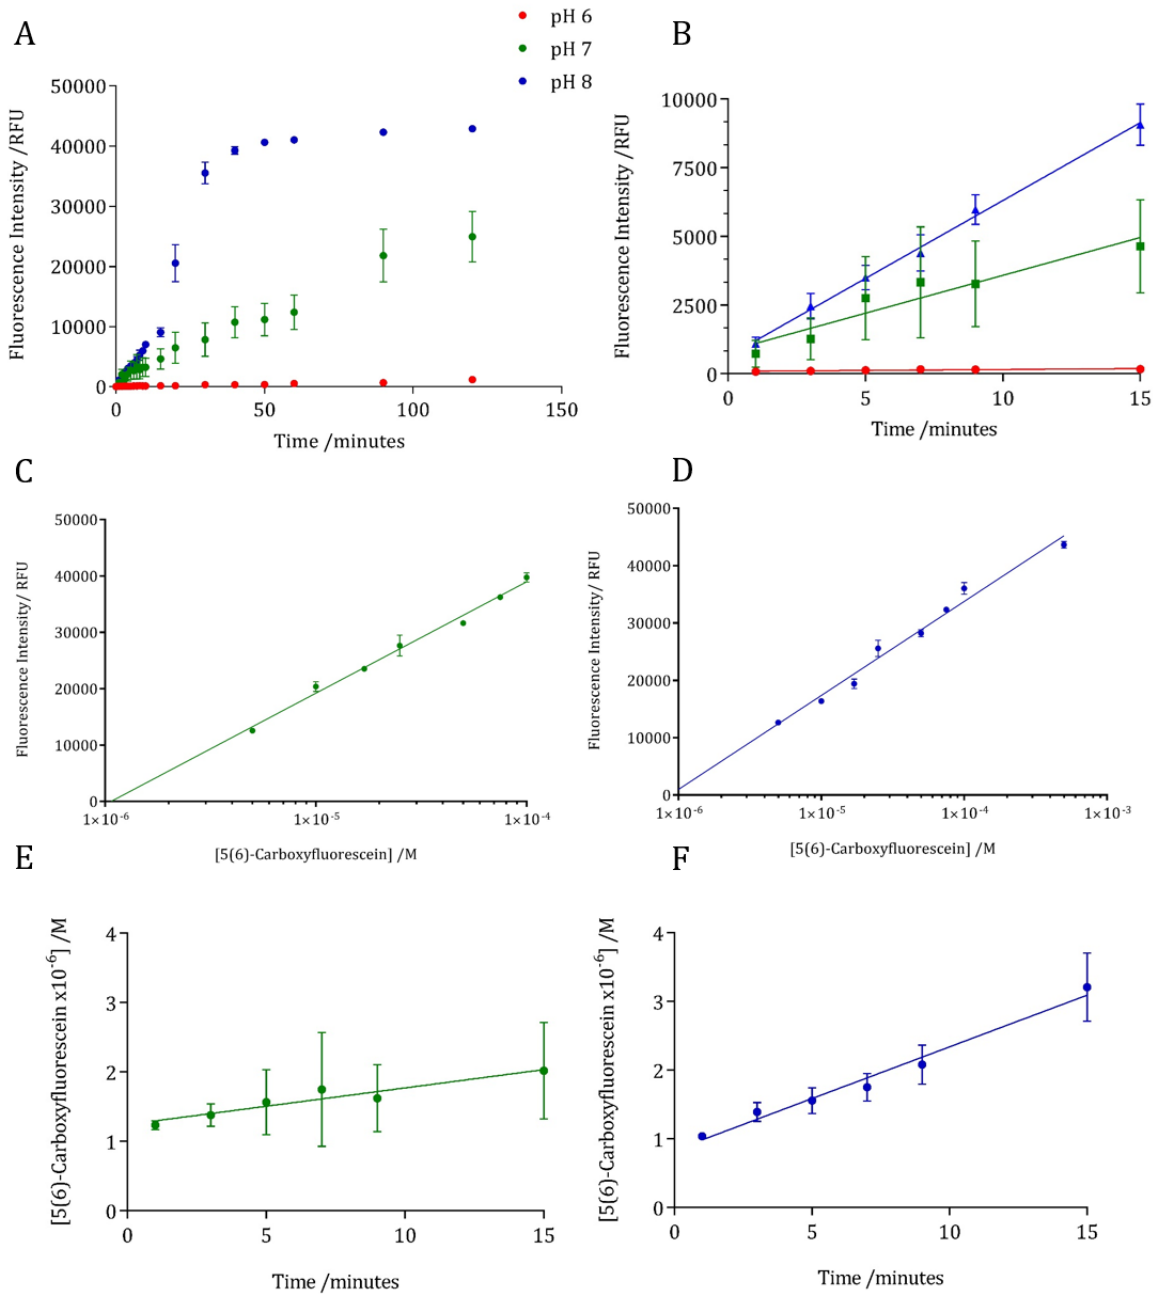 A
pH 6
pH 7
pH 8
50000
40000
30000
20000
10000
0
0 50 100 150
Fluorescence Intensity /RFU
Time /minutes
B
10000
7500
5000
2500
0
0 5 10 15
Fluorescence Intensity /RFU
Time /minutes
C
50000
40000
30000
20000
10000
0
1×10⁻⁶ 1×10⁻⁵ 1×10⁻⁴
Fluorescence Intensity/ RFU
[5(6)-Carboxyfluorescein] /M
D
50000
40000
30000
20000
10000
0
1×10⁻⁶ 1×10⁻⁵ 1×10⁻⁴ 1×10⁻³
Fluorescence Intensity/ RFU
[5(6)-Carboxyfluorescein] /M
E
4
3
2
1
0
0 5 10 15
[5(6)-Carboxyfluorescein x10⁻⁶] /M
Time /minutes
F
4
3
2
1
0
0 5 10 15
[5(6)-Carboxyfluorescein x10⁻⁶] /M
Time /minutes